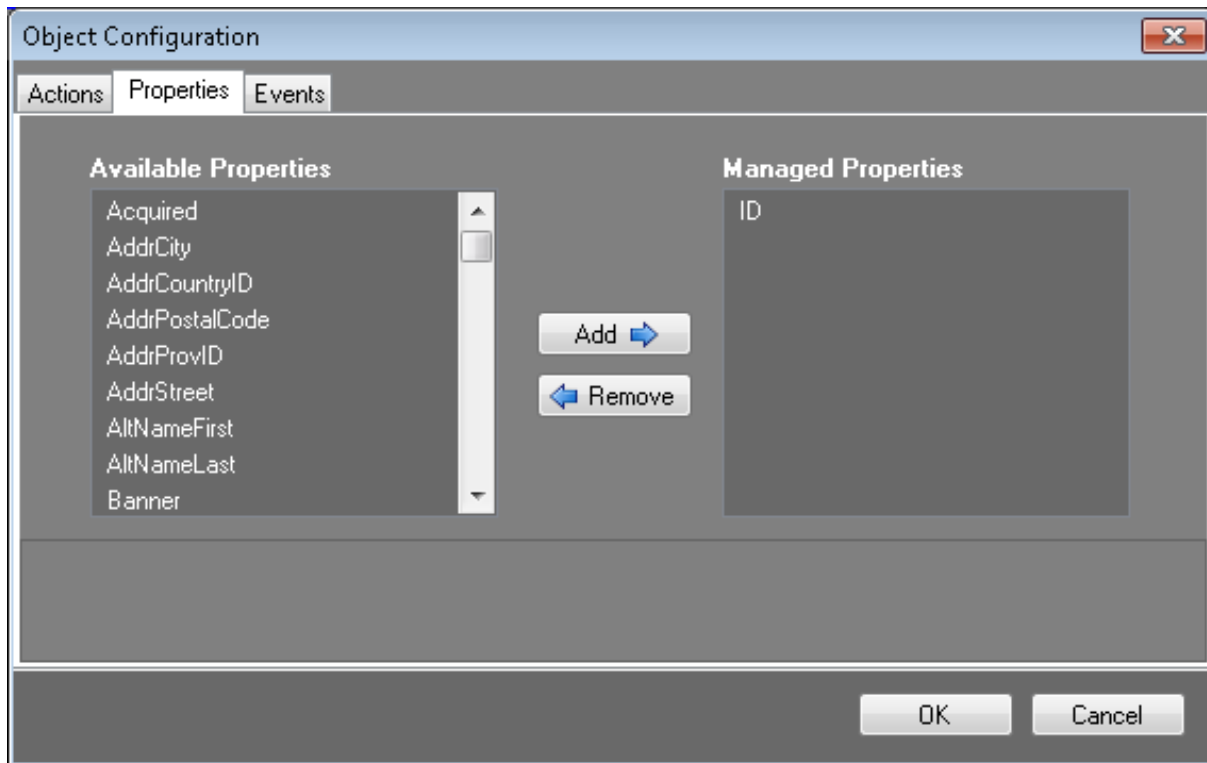 Object Configuration
Actions Properties Events
Available Properties
Managed Properties
Acquired
AddrCity
AddrCountryID
AddrPostalCode
AddrProvID
AddrStreet
AltNameFirst
AltNameLast
Banner
Add
Remove
ID
OK Cancel